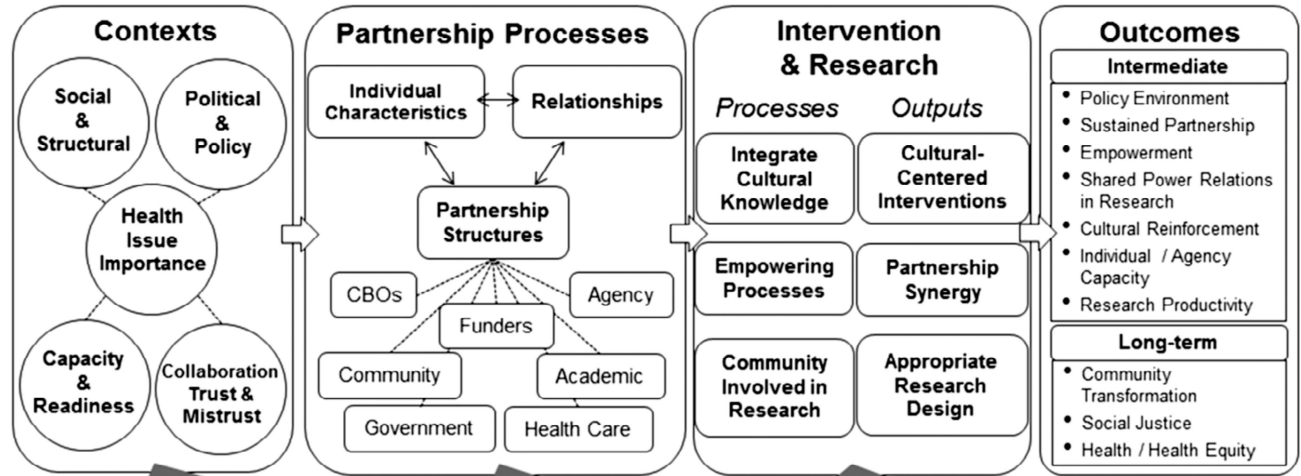 Contexts
Social
&
Structural
Political
&
Policy
Health
Issue
Importance
Capacity
&
Readiness
Collaboration
Trust &
Mistrust
Partnership Processes
Individual
Characteristics
Relationships
Partnership
Structures
CBOs
Agency
Funders
Community
Academic
Government
Health Care
Intervention
& Research
Processes
Outputs
Integrate
Cultural
Knowledge
Cultural-
Centered
Interventions
Empowering
Processes
Partnership
Synergy
Community
Involved in
Research
Appropriate
Research
Design
Outcomes
Intermediate
• Policy Environment
• Sustained Partnership
• Empowerment
• Shared Power Relations
in Research
• Cultural Reinforcement
• Individual / Agency
Capacity
• Research Productivity
Long-term
• Community
Transformation
• Social Justice
• Health / Health Equity